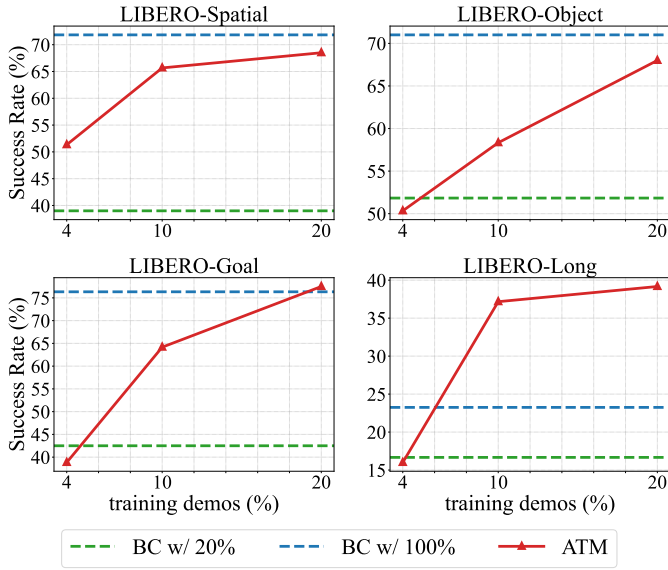 LIBERO-Spatial
Success Rate (%)
70
65
60
55
50
45
40
4 10 20
LIBERO-Object
70
65
60
55
50
4 10 20
LIBERO-Goal
Success Rate (%)
75
70
65
60
55
50
45
40
4 10 20
training demos (%)
LIBERO-Long
40
35
30
25
20
15
4 10 20
training demos (%)
BC w/ 20% BC w/ 100% ATM